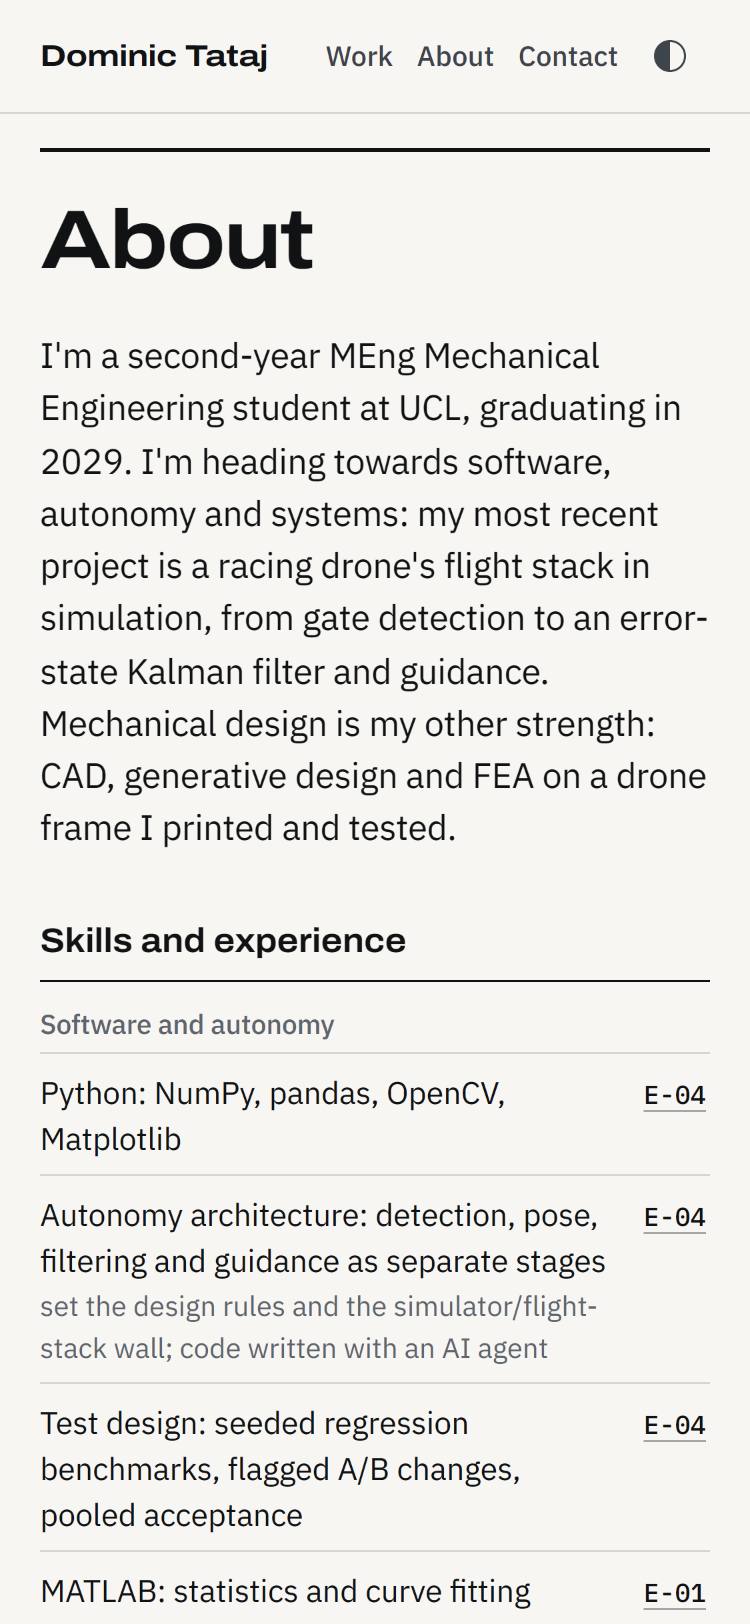 Dominic Tataj
Work About Contact
About
I'm a second-year MEng Mechanical
Engineering student at UCL, graduating in
2029. I'm heading towards software,
autonomy and systems: my most recent
project is a racing drone's flight stack in
simulation, from gate detection to an error-
state Kalman filter and guidance.
Mechanical design is my other strength:
CAD, generative design and FEA on a drone
frame I printed and tested.
Skills and experience
Software and autonomy
Python: NumPy, pandas, OpenCV, E-04
Matplotlib
Autonomy architecture: detection, pose, E-04
filtering and guidance as separate stages
set the design rules and the simulator/flight-
stack wall; code written with an AI agent
Test design: seeded regression E-04
benchmarks, flagged A/B changes,
pooled acceptance
MATLAB: statistics and curve fitting E-01